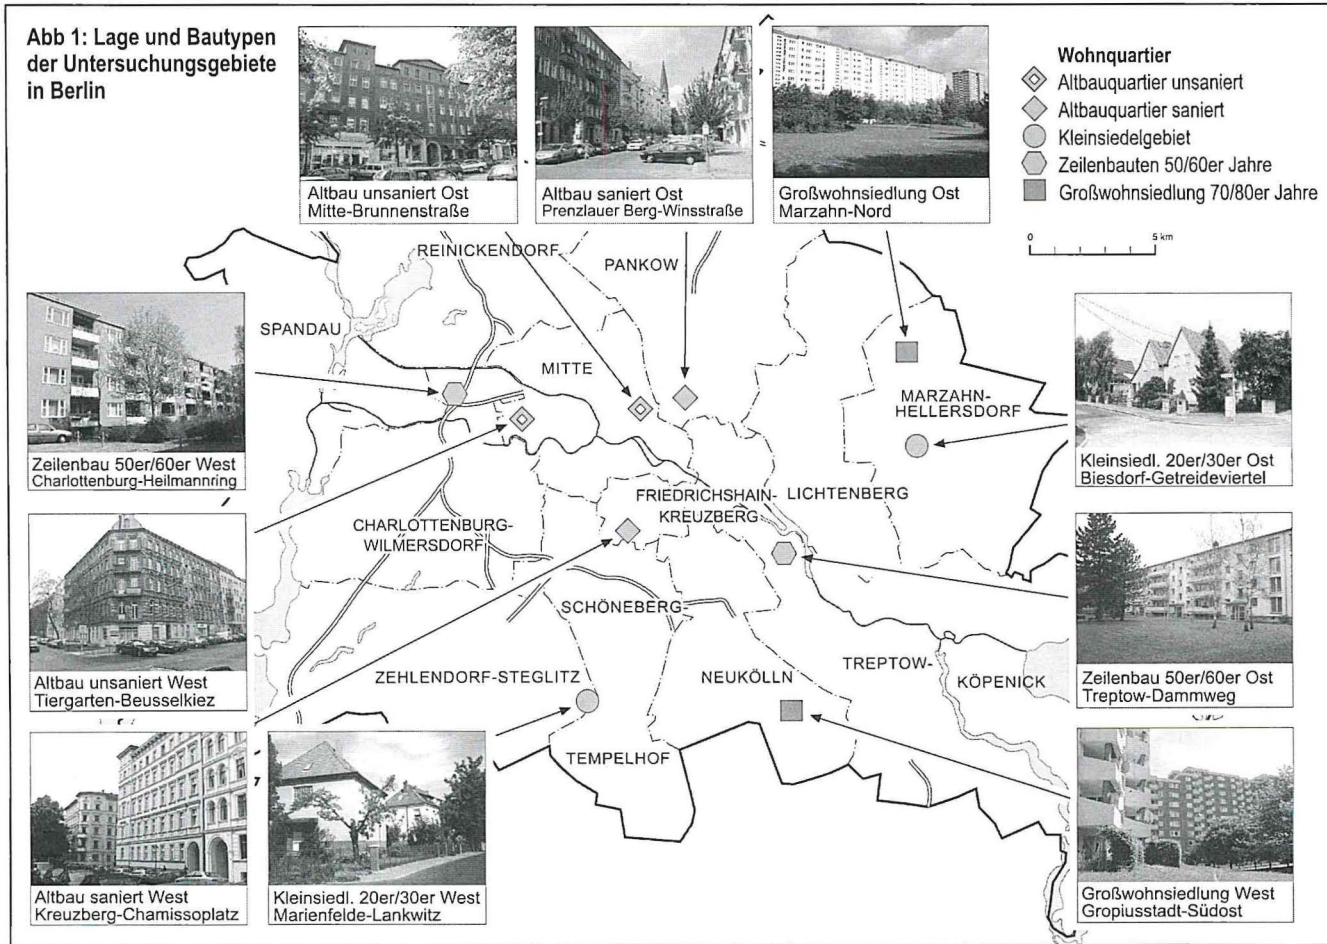 Abb 1: Lage und Bautypen
der Untersuchungsgebiete
in Berlin
Altbau unsaniert Ost
Mitte-Brunnenstraße
Altbau saniert Ost
Prenzlauer Berg-Winsstraße
Großwohnsiedlung Ost
Marzahn-Nord
Wohnquartier
Altbauquartier unsaniert
Altbauquartier saniert
Kleinsiedelgebiet
Zeilenbauten 50/60er Jahre
Großwohnsiedlung 70/80er Jahre
0 5 km
REINICKENDORF
PANKOW
SPANDAU
MITTE
MARZAHN-
HELLERSDORF
Zeilenbau 50er/60er West
Charlottenburg-Heilmannring
Kleinsiedl. 20er/30er Ost
Biesdorf-Getreideviertel
FRIEDRICHSHAIN-
KREUZBERG
LICHTENBERG
CHARLOTTENBURG-
WILMERSDORF
SCHÖNEBERG-
ZEHLENDORF-STEGLITZ
NEUKÖLLN
TREPTOW-
KÖPENICK
TEMPELHOF
Altbau unsaniert West
Tiergarten-Beusselkiez
Zeilenbau 50er/60er Ost
Treptow-Dammweg
Altbau saniert West
Kreuzberg-Chamissoplatz
Kleinsiedl. 20er/30er West
Marienfelde-Lankwitz
Großwohnsiedlung West
Gropiusstadt-Südost